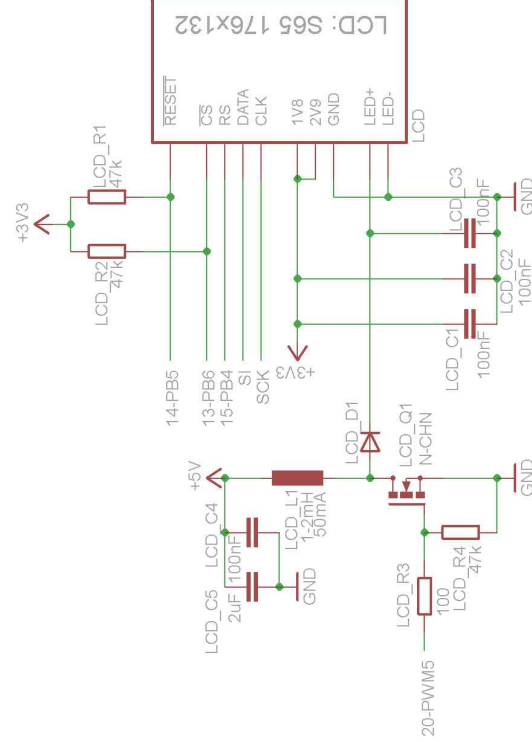 LCD: S65 176x132
RESET
CS
RS
DATA
CLK
1V8
2V9
GND
LED+
LED-
LCD
LCD_R1
47k
+3V3
LCD_R2
47k
14-PB5
13-PB6
15-PB4
SI
SCK
+3V3
LCD_C3
100nF
LCD_C2
100nF
LCD_C1
100nF
GND
+5V
LCD_C4
100nF
LCD_C5
2uF
GND
LCD_L1
1-2mH
50mA
LCD_D1
LCD_Q1
N-CHN
GND
LCD_R3
100
LCD_R4
47k
20-PWM5